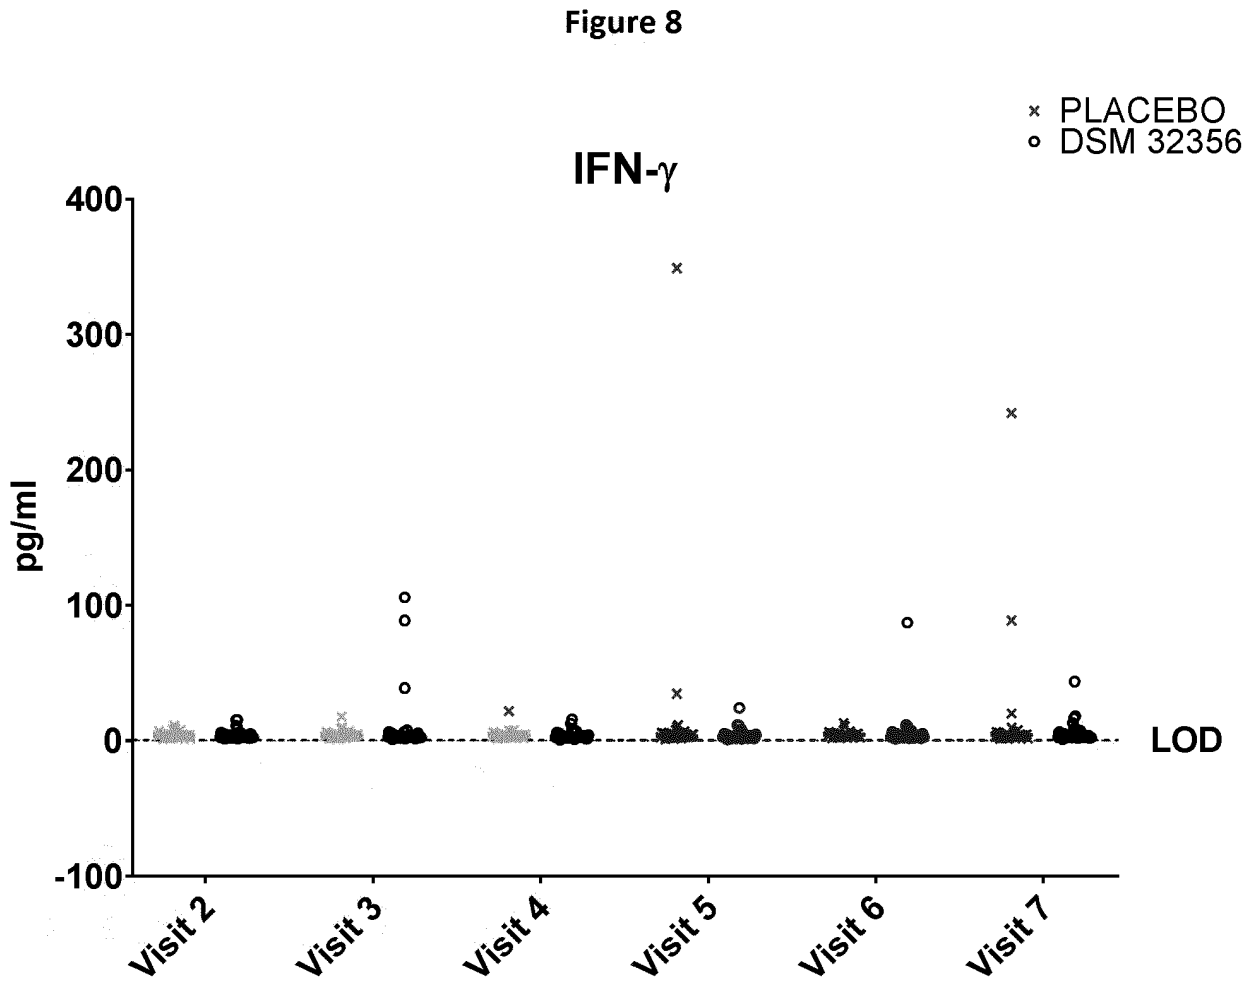 Figure 8
× PLACEBO
o DSM 32356
IFN-γ
400
300
200
100
0
-100
pg/ml
LOD
Visit 2
Visit 3
Visit 4
Visit 5
Visit 6
Visit 7